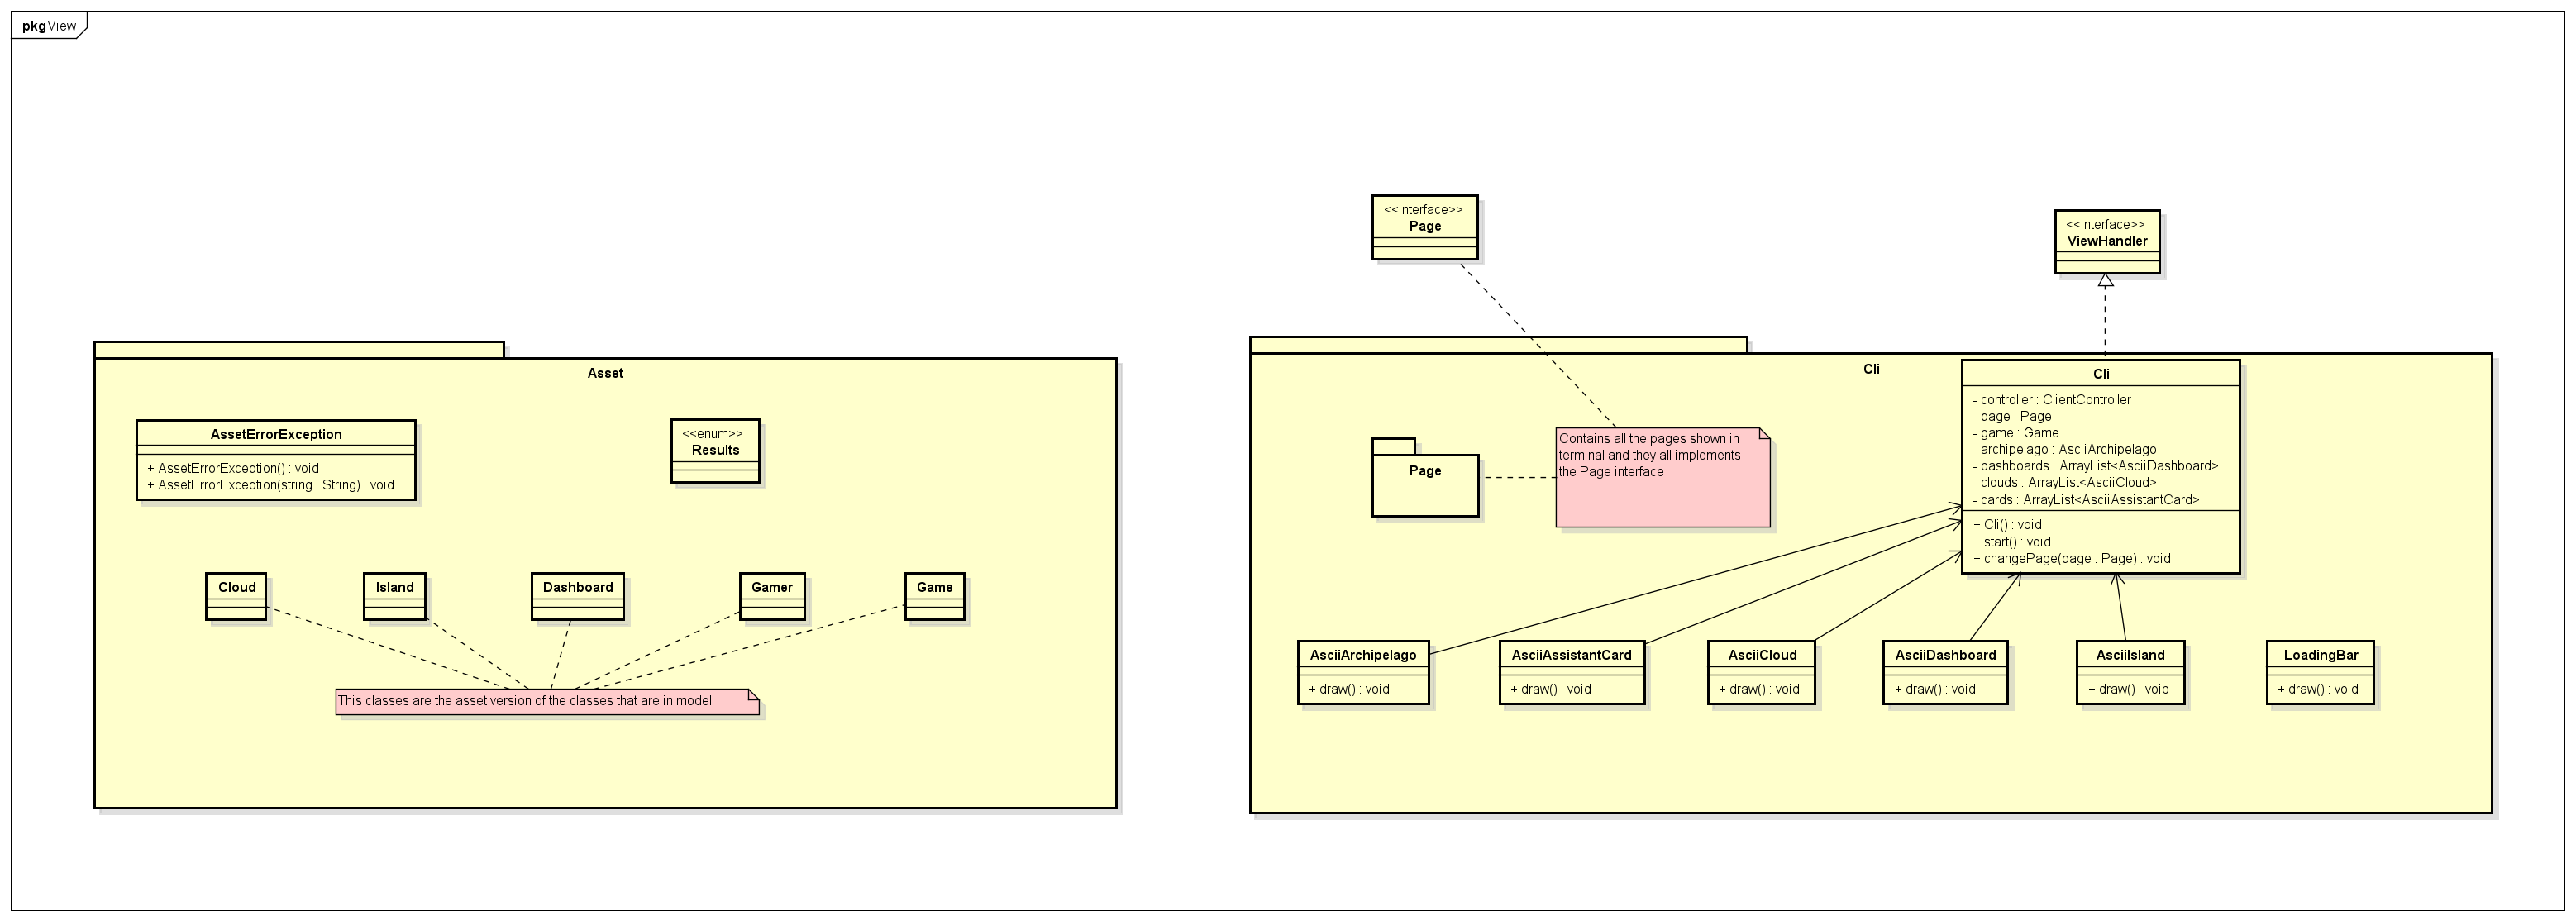 pkg View
Asset
AssetErrorException
+ AssetErrorException() : void
+ AssetErrorException(string : String) : void
<<enum>>
Results
Cloud
Island
Dashboard
Gamer
Game
This classes are the asset version of the classes that are in model
<<interface>>
Page
<<interface>>
ViewHandler
Cli
Page
Contains all the pages shown in
terminal and they all implements
the Page interface
Cli
- controller : ClientController
- page : Page
- game : Game
- archipelago : AsciiArchipelago
- dashboards : ArrayList<AsciiDashboard>
- clouds : ArrayList<AsciiCloud>
- cards : ArrayList<AsciiAssistantCard>
+ Cli() : void
+ start() : void
+ changePage(page : Page) : void
AsciiArchipelago
+ draw() : void
AsciiAssistantCard
+ draw() : void
AsciiCloud
+ draw() : void
AsciiDashboard
+ draw() : void
AsciiIsland
+ draw() : void
LoadingBar
+ draw() : void